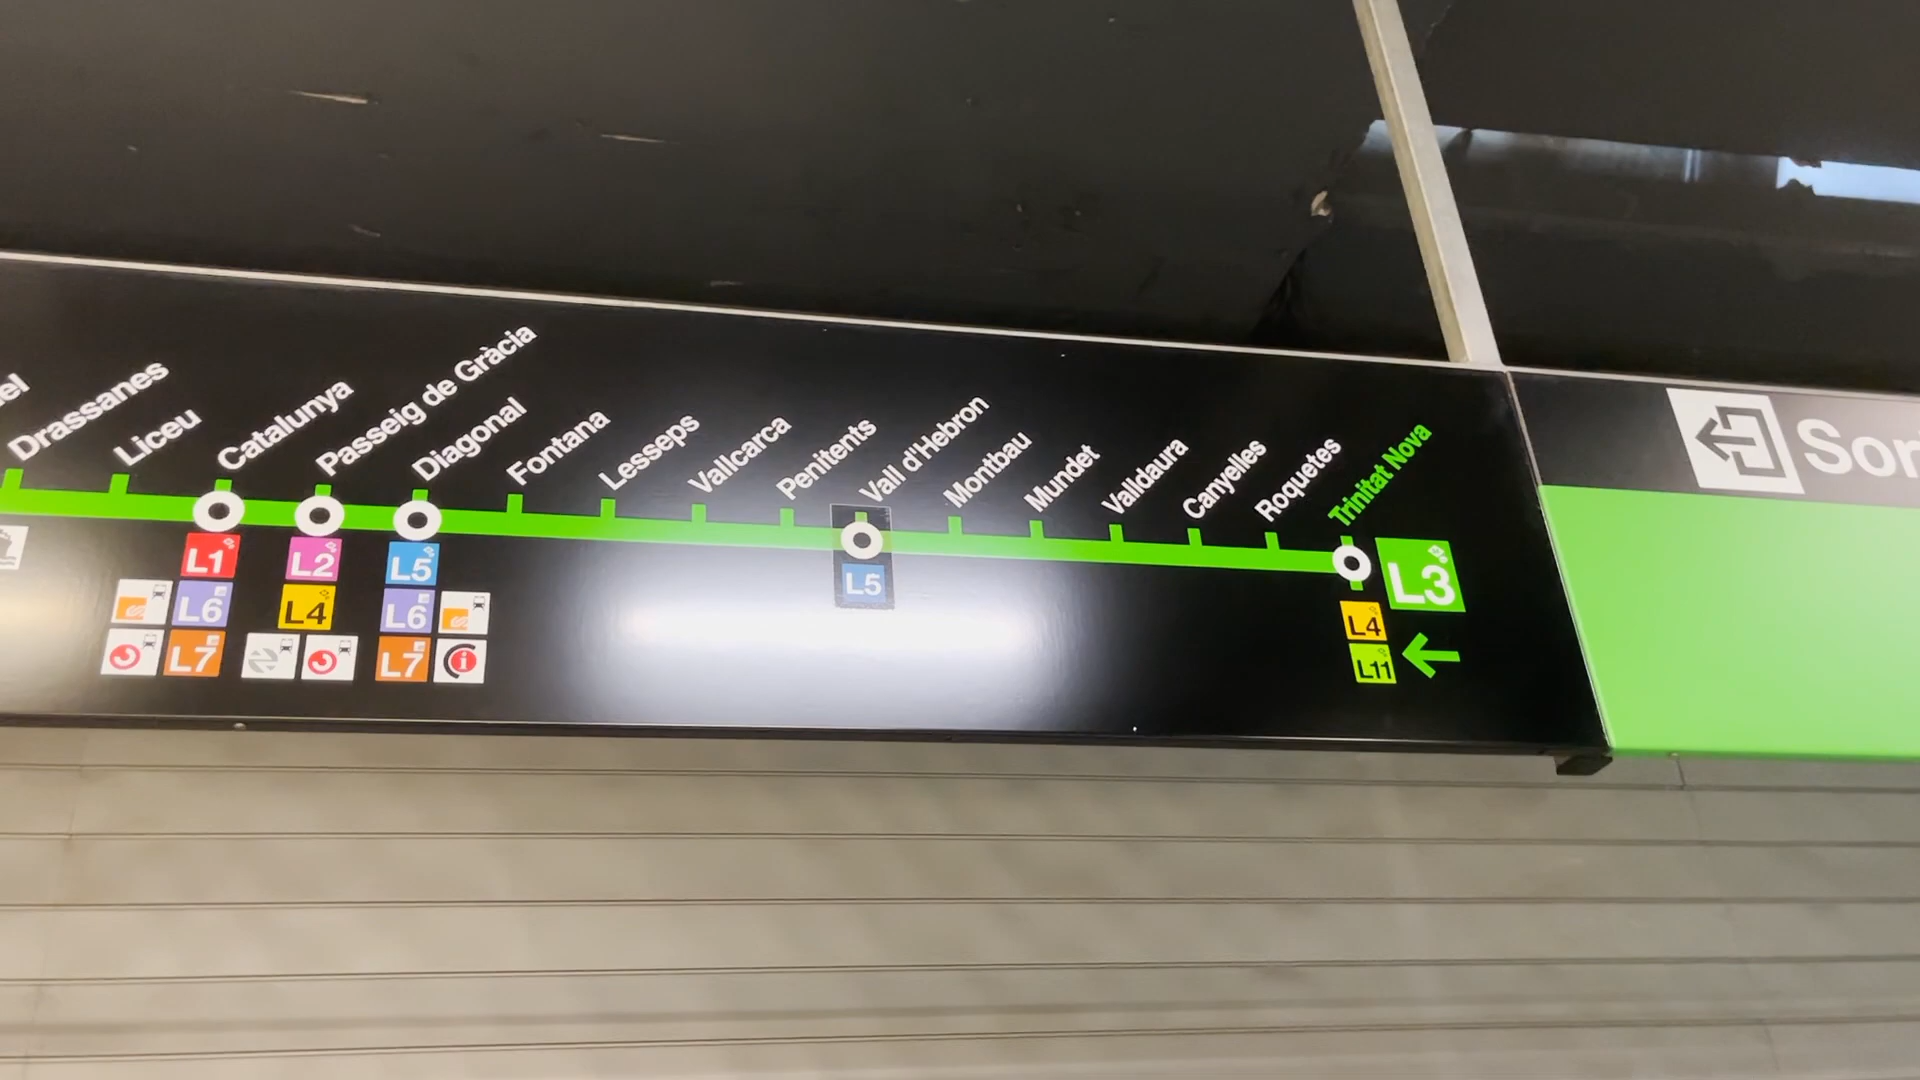 Drassanes
Liceu
Catalunya
Passeig de Gràcia
Diagonal
Fontana
Lesseps
Vallcarca
Penitents
Vall d'Hebron
Montbau
Mundet
Valldaura
Canyelles
Roquetes
Trinitat Nova
L1
L6
L7
L2
L4
L5
L6
L7
L5
L3
L4
L11